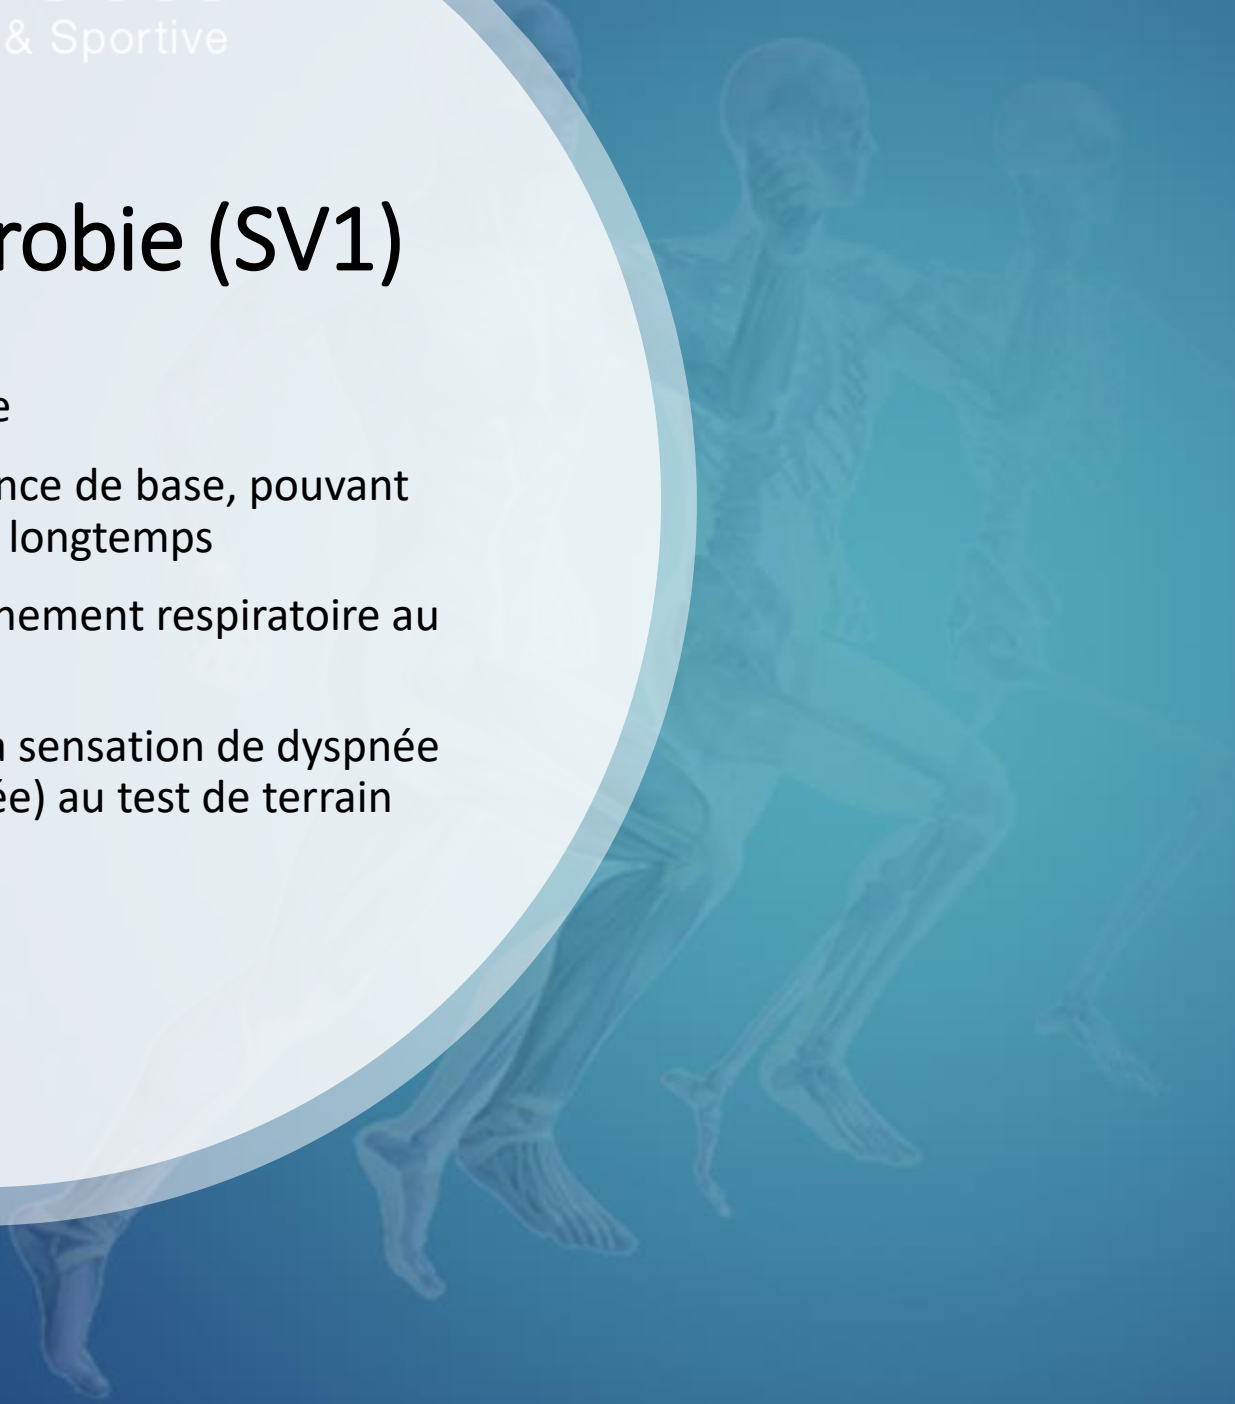 & Sportive
robie (SV1)
e
nce de base, pouvant
longtemps
nement respiratoire au
sensation de dyspnée
ée) au test de terrain